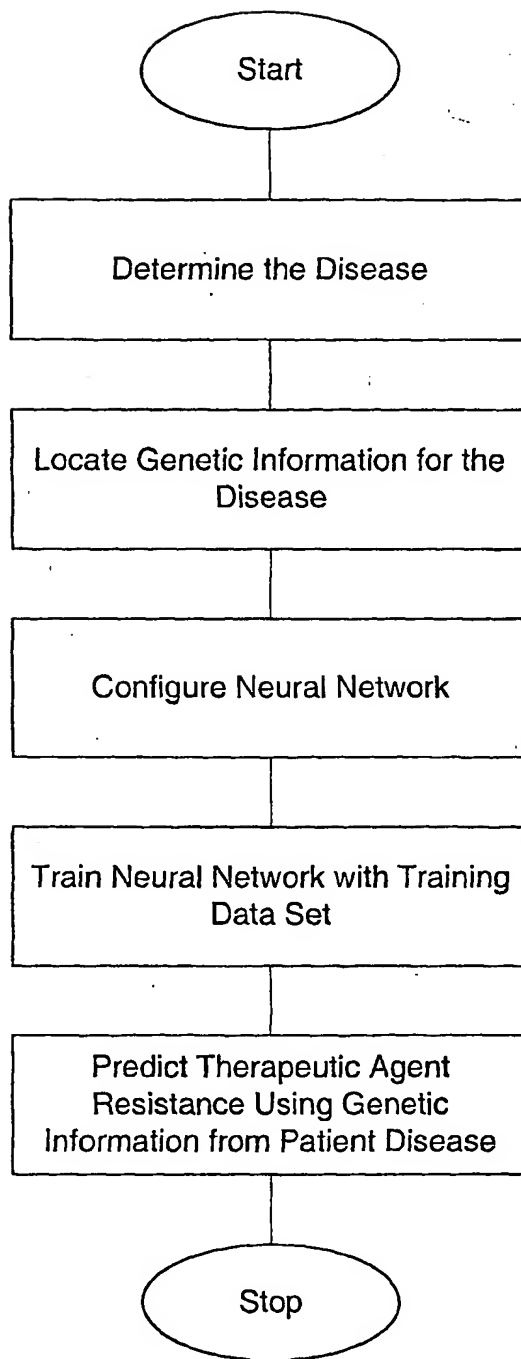 Start
Determine the Disease
Locate Genetic Information for the
Disease
Configure Neural Network
Train Neural Network with Training
Data Set
Predict Therapeutic Agent
Resistance Using Genetic
Information from Patient Disease
Stop